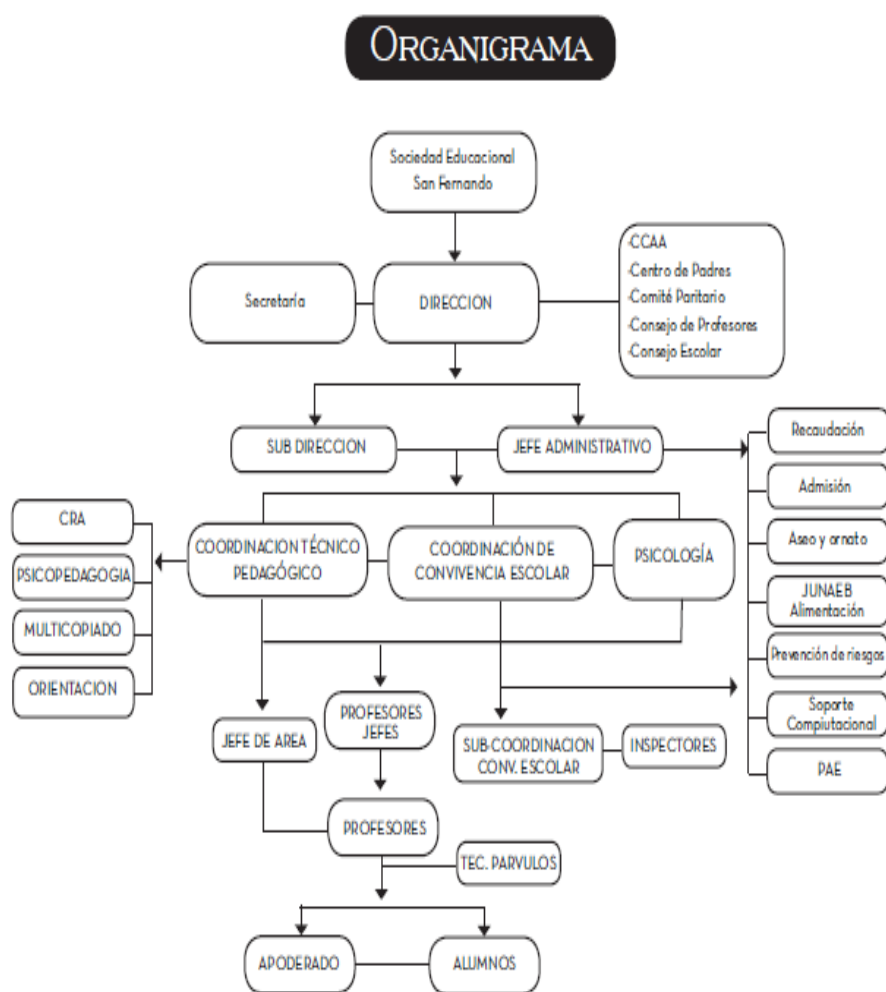 ORGANIGRAMA
Sociedad Educacional
San Fernando
Secretaría
DIRECCION
·CCAA
·Centro de Padres
·Comité Paritario
·Consejo de Profesores
·Consejo Escolar
SUB DIRECCION
JEFE ADMINISTRATIVO
Recaudación
Admisión
Aseo y ornato
JUNAEB
Alimentación
Prevención de riesgos
Soporte
Compiutacional
PAE
CRA
PSICOPEDAGOGIA
MULTICOPIADO
ORIENTACION
COORDINACION TÉCNICO
PEDAGÓGICO
COORDINACIÓN DE
CONVIVENCIA ESCOLAR
PSICOLOGÍA
JEFE DE AREA
PROFESORES
JEFES
SUB-COORDINACION
CONV. ESCOLAR
INSPECTORES
PROFESORES
TEC. PARVULOS
APODERADO
ALUMNOS